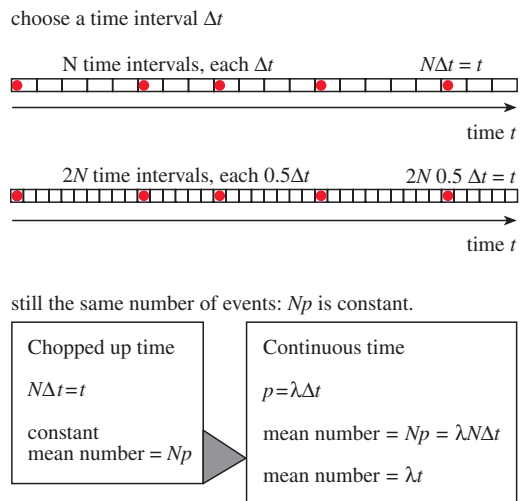 choose a time interval Δt
N time intervals, each Δt NΔt = t
time t
2N time intervals, each 0.5Δt 2N 0.5 Δt = t
time t
still the same number of events: Np is constant.
Chopped up time
NΔt=t
constant
mean number = Np
Continuous time
p=λΔt
mean number = Np = λNΔt
mean number = λt